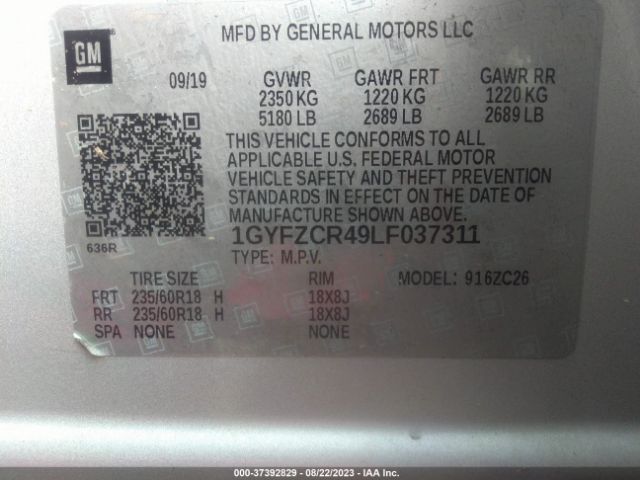 GM
MFD BY GENERAL MOTORS LLC
09/19 GVWR GAWR FRT GAWR RR
2350 KG 1220 KG 1220 KG
5180 LB 2689 LB 2689 LB
THIS VEHICLE CONFORMS TO ALL
APPLICABLE U.S. FEDERAL MOTOR
VEHICLE SAFETY AND THEFT PREVENTION
STANDARDS IN EFFECT ON THE DATE OF
MANUFACTURE SHOWN ABOVE.
636R
1GYFZCR49LF037311
TYPE: M.P.V.
TIRE SIZE RIM MODEL: 916ZC26
FRT 235/60R18 H 18X8J
RR 235/60R18 H 18X8J
SPA NONE NONE
000-37392829 - 08/22/2023 - IAA Inc.